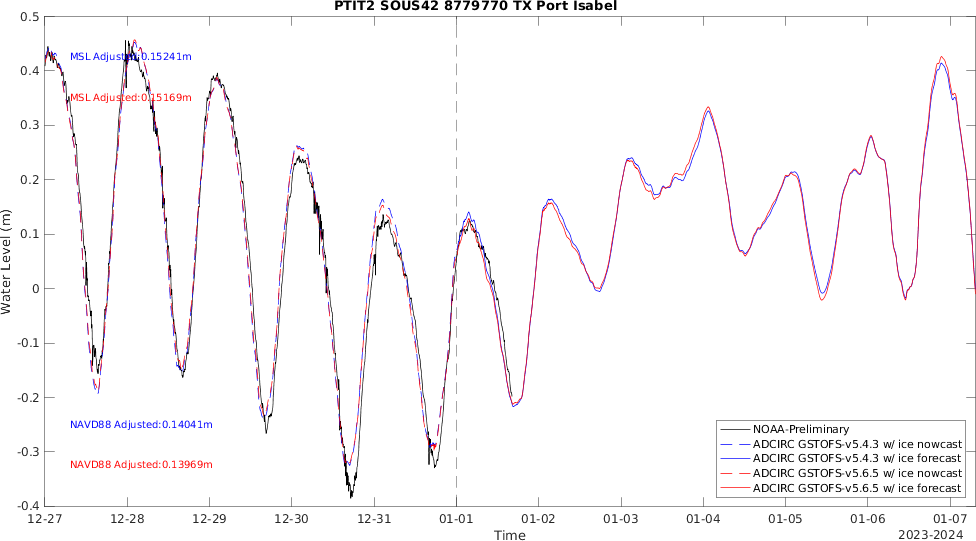 PTIT2 SOUS42 8779770 TX Port Isabel
0.5
0.4
0.3
0.2
0.1
0
-0.1
-0.2
-0.3
-0.4
Water Level (m)
MSL Adjusted:0.15241m
MSL Adjusted:0.15169m
NAVD88 Adjusted:0.14041m
NAVD88 Adjusted:0.13969m
NOAA-Preliminary
ADCIRC GSTOFS-v5.4.3 w/ ice nowcast
ADCIRC GSTOFS-v5.4.3 w/ ice forecast
ADCIRC GSTOFS-v5.6.5 w/ ice nowcast
ADCIRC GSTOFS-v5.6.5 w/ ice forecast
12-27 12-28 12-29 12-30 12-31 01-01 01-02 01-03 01-04 01-05 01-06 01-07
Time
2023-2024